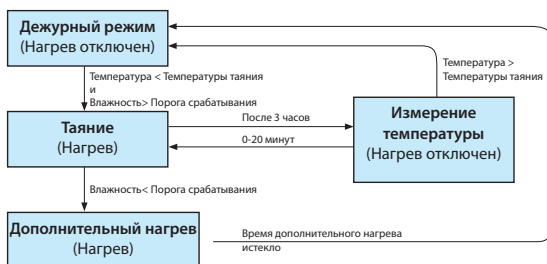 Дежурный режим
(Нагрев отключен)
Температура >
Температуры таяния
Температура < Температуры таяния
и
Влажность> Порога срабатывания
Таяние
(Нагрев)
После 3 часов
0-20 минут
Измерение
температуры
(Нагрев отключен)
Влажность< Порога срабатывания
Дополнительный нагрев
(Нагрев)
Время дополнительного нагрева
истекло